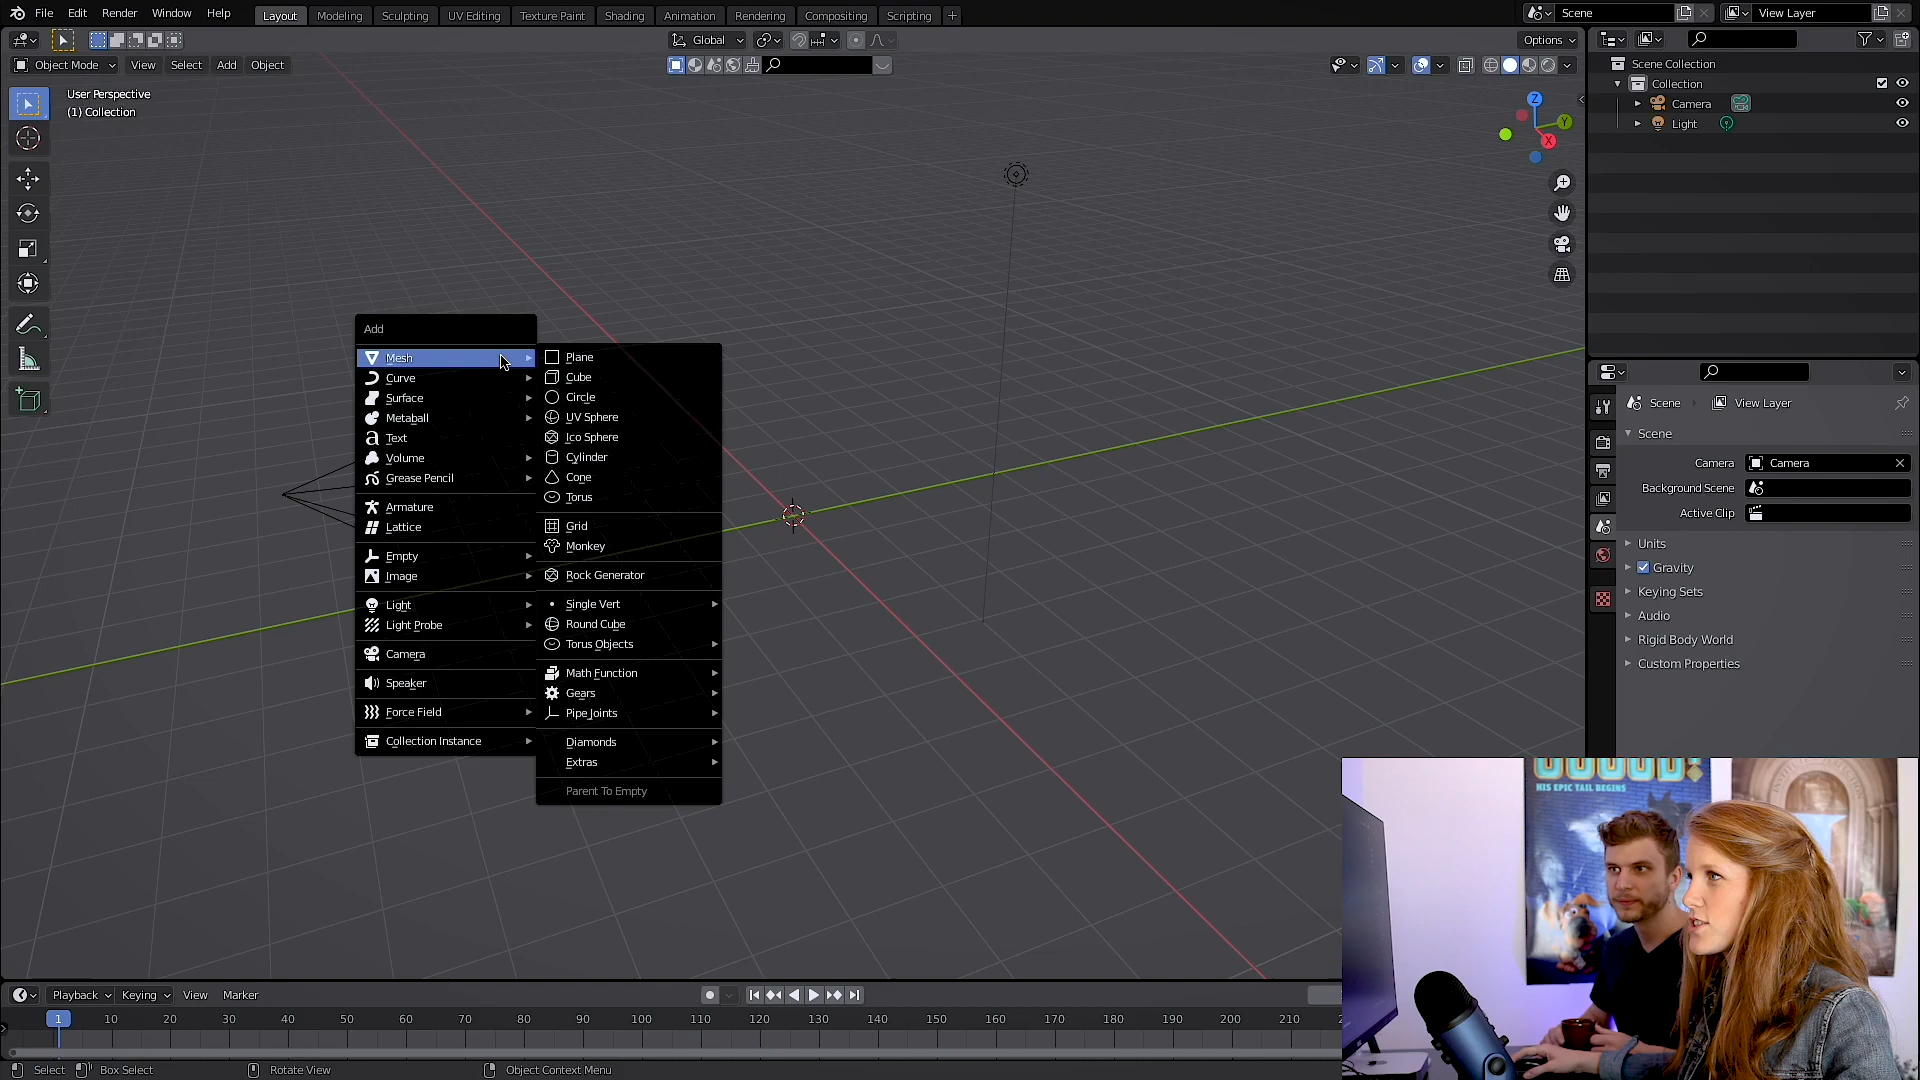 File Edit Render Window Help Layout Modeling Sculpting UV Editing Texture Paint Shading Animation Rendering Compositing Scripting + Scene View Layer
Global Options
Object Mode View Select Add Object
User Perspective
(1) Collection
Z
Y
X
Scene Collection
Collection
Camera
Light
Add
Mesh
Curve
Surface
Metaball
Text
Volume
Grease Pencil
Armature
Lattice
Empty
Image
Light
Light Probe
Camera
Speaker
Force Field
Collection Instance
Plane
Cube
Circle
UV Sphere
Ico Sphere
Cylinder
Cone
Torus
Grid
Monkey
Rock Generator
Single Vert
Round Cube
Torus Objects
Math Function
Gears
Pipe Joints
Diamonds
Extras
Parent To Empty
Scene View Layer
Scene
Camera Camera
Background Scene
Active Clip
Units
Gravity
Keying Sets
Audio
Rigid Body World
Custom Properties
HIS EPIC TAIL BEGINS
Playback Keying View Marker
1 10 20 30 40 50 60 70 80 90 100 110 120 130 140 150 160 170 180 190 200 210
Select Box Select Rotate View Object Context Menu